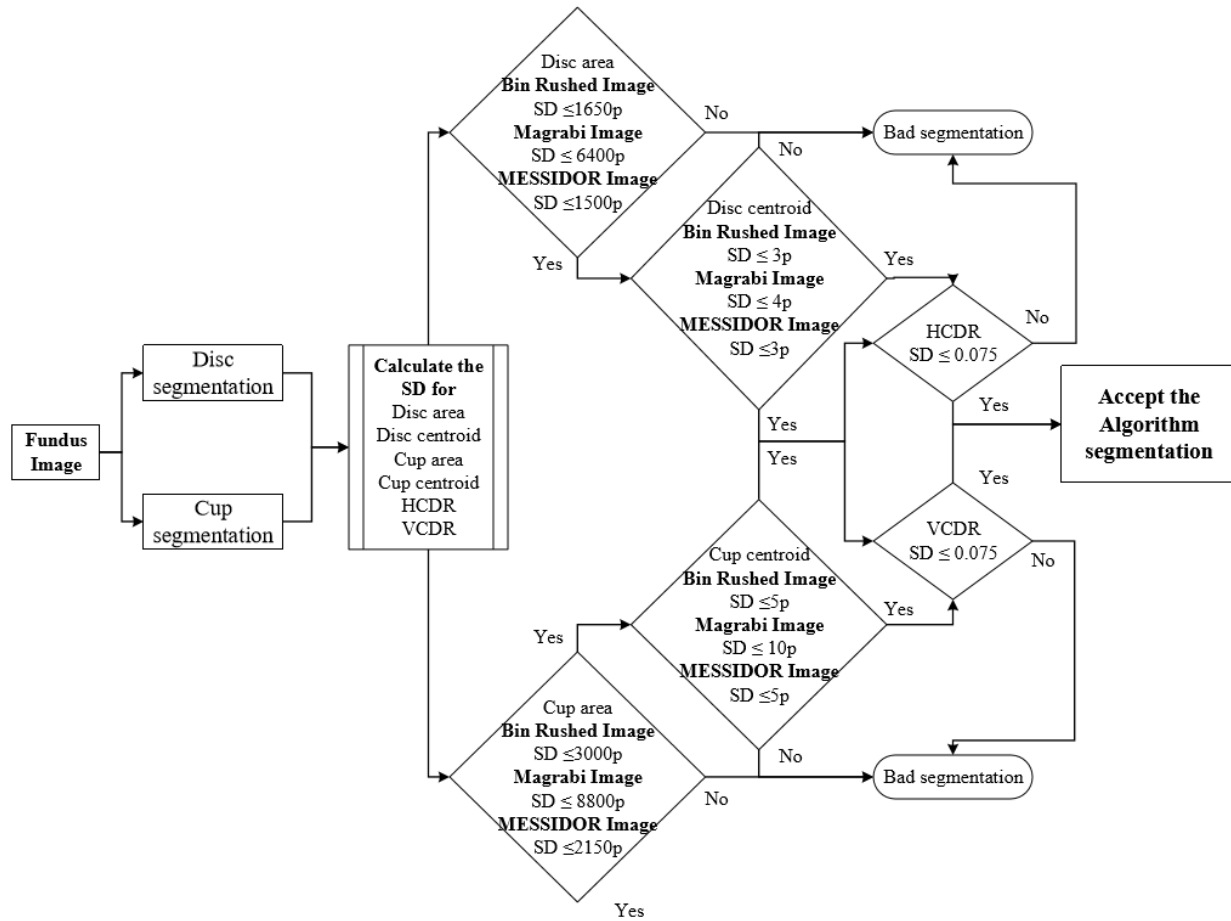 Fundus
Image
Disc
segmentation
Cup
segmentation
Calculate the
SD for
Disc area
Disc centroid
Cup area
Cup centroid
HCDR
VCDR
Disc area
Bin Rushed Image
SD ≤1650p
Magrabi Image
SD ≤ 6400p
MESSIDOR Image
SD ≤1500p
No
Yes
Disc centroid
Bin Rushed Image
SD ≤ 3p
Magrabi Image
SD ≤ 4p
MESSIDOR Image
SD ≤3p
No
Yes
Yes
Bad segmentation
HCDR
SD ≤ 0.075
No
Yes
Accept the
Algorithm
segmentation
Yes
VCDR
SD ≤ 0.075
No
Yes
Cup centroid
Bin Rushed Image
SD ≤5p
Magrabi Image
SD ≤ 10p
MESSIDOR Image
SD ≤5p
Yes
No
Yes
Cup area
Bin Rushed Image
SD ≤3000p
Magrabi Image
SD ≤ 8800p
MESSIDOR Image
SD ≤2150p
No
Bad segmentation
Yes